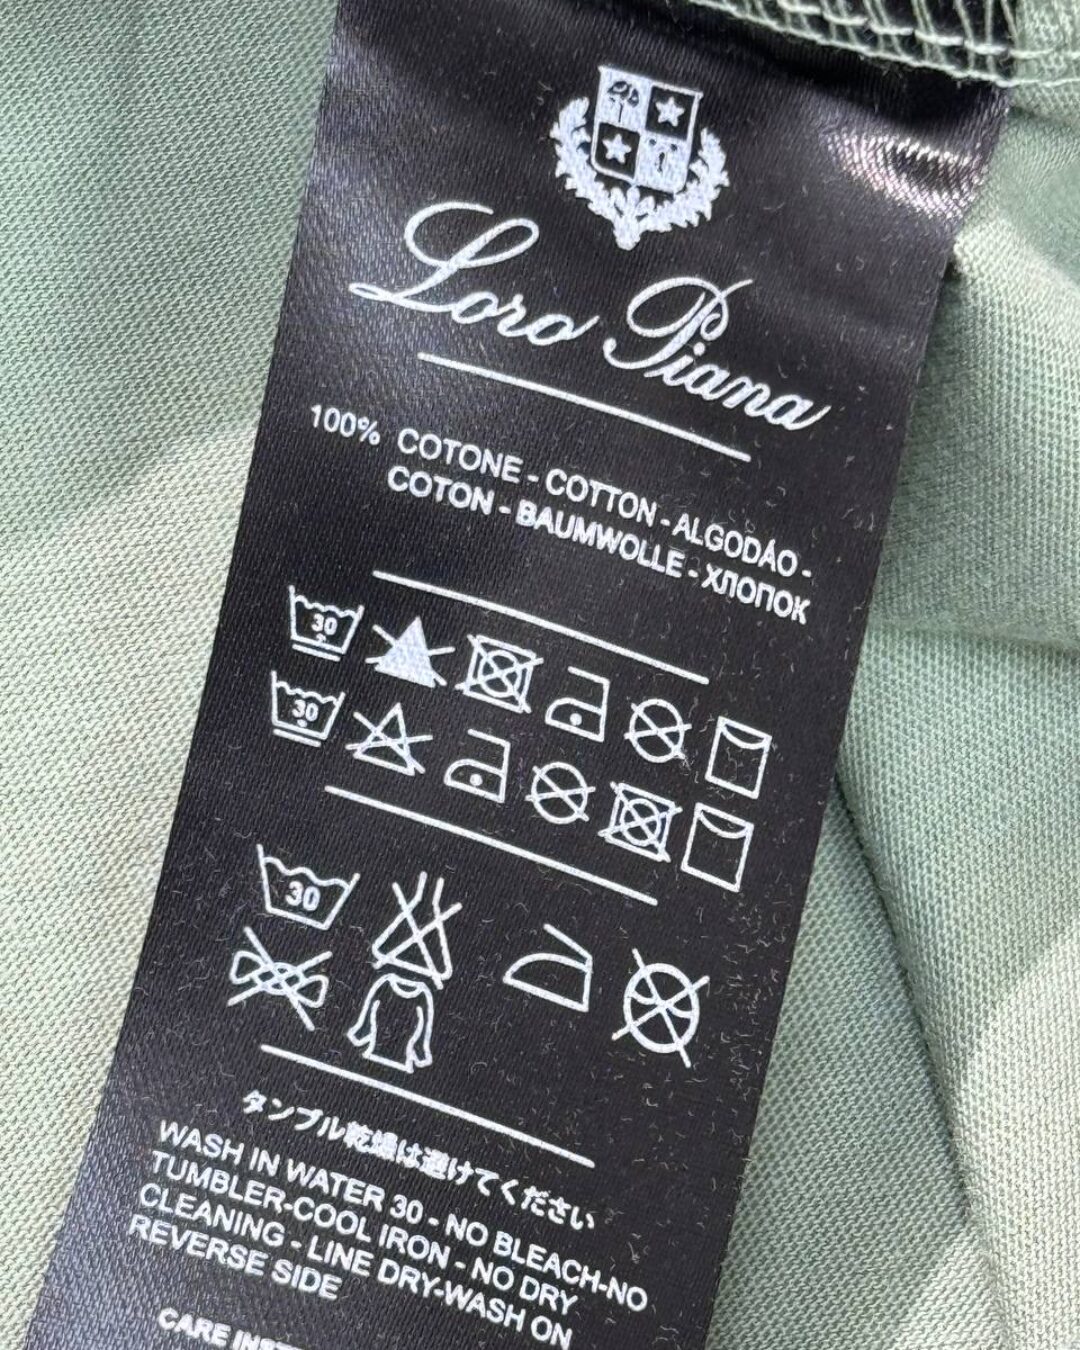 Loro Piana
100% COTONE - COTTON - ALGODÃO -
COTON - BAUMWOLLE - ХЛОПОК
30
30
30
タンブル乾燥は避けてください
WASH IN WATER 30 - NO BLEACH-NO
TUMBLER-COOL IRON - NO DRY
CLEANING - LINE DRY-WASH ON
REVERSE SIDE
CARE